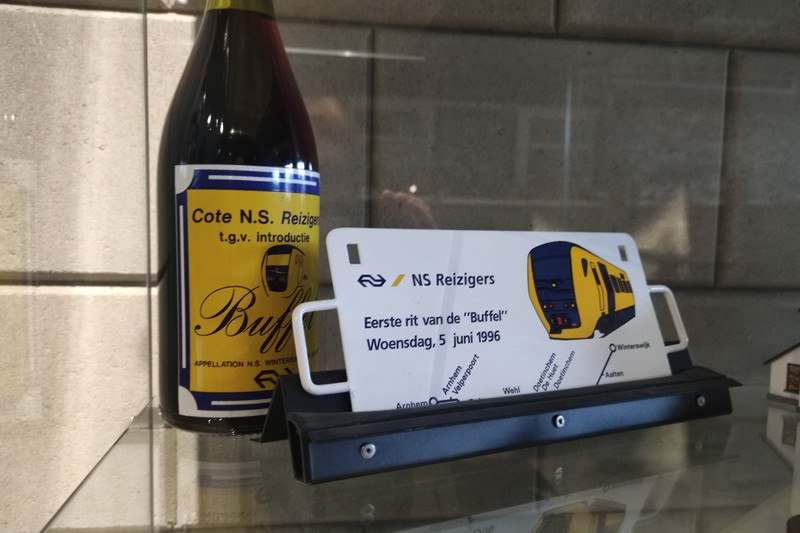 Cote N.S. Reizigers
t.g.v. introductie
Buffel
APPELLATION N.S.
NS Reizigers
Eerste rit van de "Buffel"
Woensdag, 5 juni 1996
Arnhem
Arnhem
Velperpoort
Wehl
Doetinchem
De Huet
Doetinchem
Aalten
Winterswijk